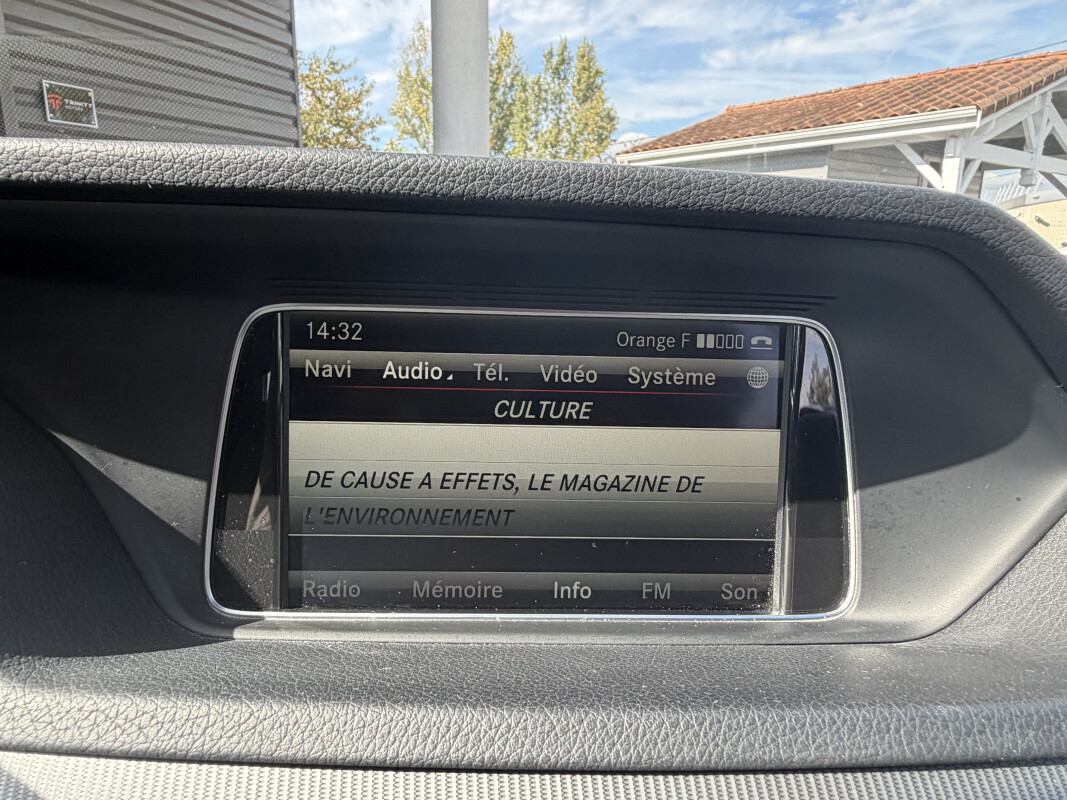 TRINITY
14:32
Orange F
Navi Audio Tél. Vidéo Système
CULTURE
DE CAUSE A EFFETS, LE MAGAZINE DE
L'ENVIRONNEMENT
Radio Mémoire Info FM Son